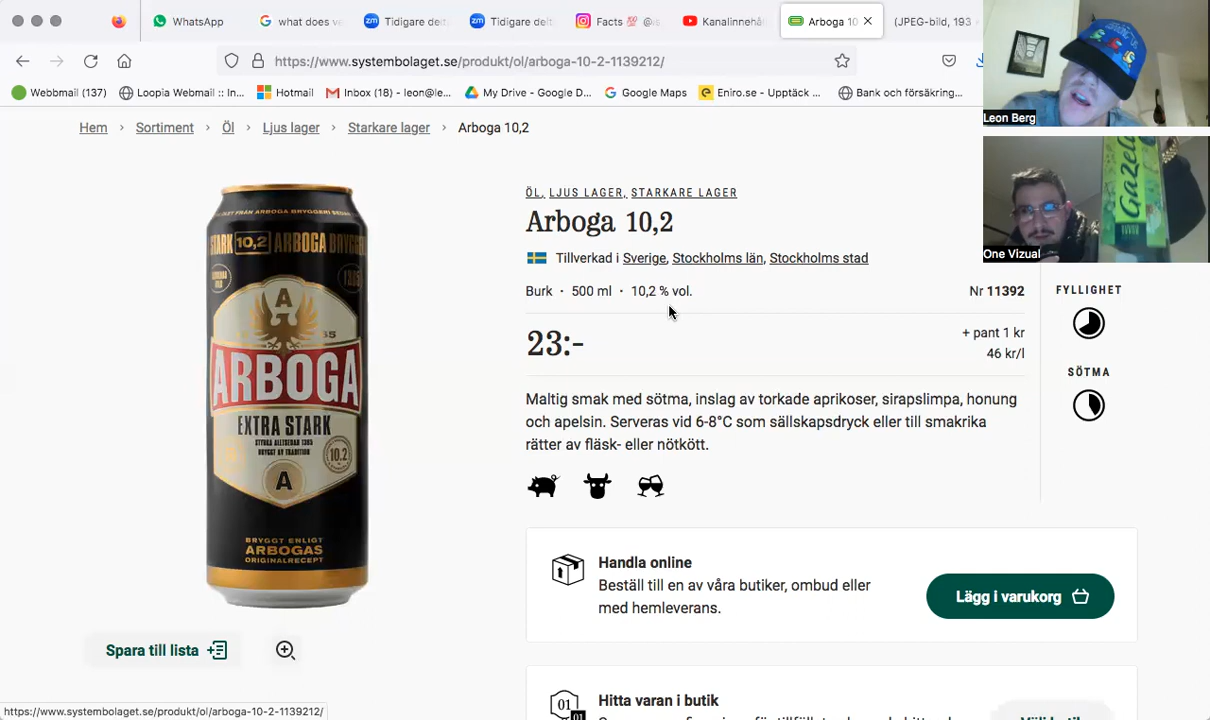 WhatsApp
what does ve
Tidigare delt
Tidigare delt
Facts 💯 @
Kanalinnehå
Arboga 10
(JPEG-bild, 193
https://www.systembolaget.se/produkt/ol/arboga-10-2-1139212/
Webbmail (137)
Loopia Webmail :: In...
Hotmail
Inbox (18) - leon@le...
My Drive - Google D...
Google Maps
Eniro.se - Upptäck ...
Bank och försäkring...
Leon Berg
Gazela
One Vizual
Hem > Sortiment > Öl > Ljus lager > Starkare lager > Arboga 10,2
STARK 10,2 ARBOGA BRYGG
A
ARBOGA
EXTRA STARK
10.2
A
BRYGGT ENLIGT
ARBOGAS
ORIGINALRECEPT
Spara till lista
ÖL, LJUS LAGER, STARKARE LAGER
Arboga 10,2
Tillverkad i Sverige, Stockholms län, Stockholms stad
Burk · 500 ml · 10,2 % vol.
Nr 11392
23:-
+ pant 1 kr
46 kr/l
Maltig smak med sötma, inslag av torkade aprikoser, sirapslimpa, honung
och apelsin. Serveras vid 6-8°C som sällskapsdryck eller till smakrika
rätter av fläsk- eller nötkött.
FYLLIGHET
SÖTMA
Handla online
Beställ till en av våra butiker, ombud eller
med hemleverans.
Lägg i varukorg
01
Hitta varan i butik
https://www.systembolaget.se/produkt/ol/arboga-10-2-1139212/